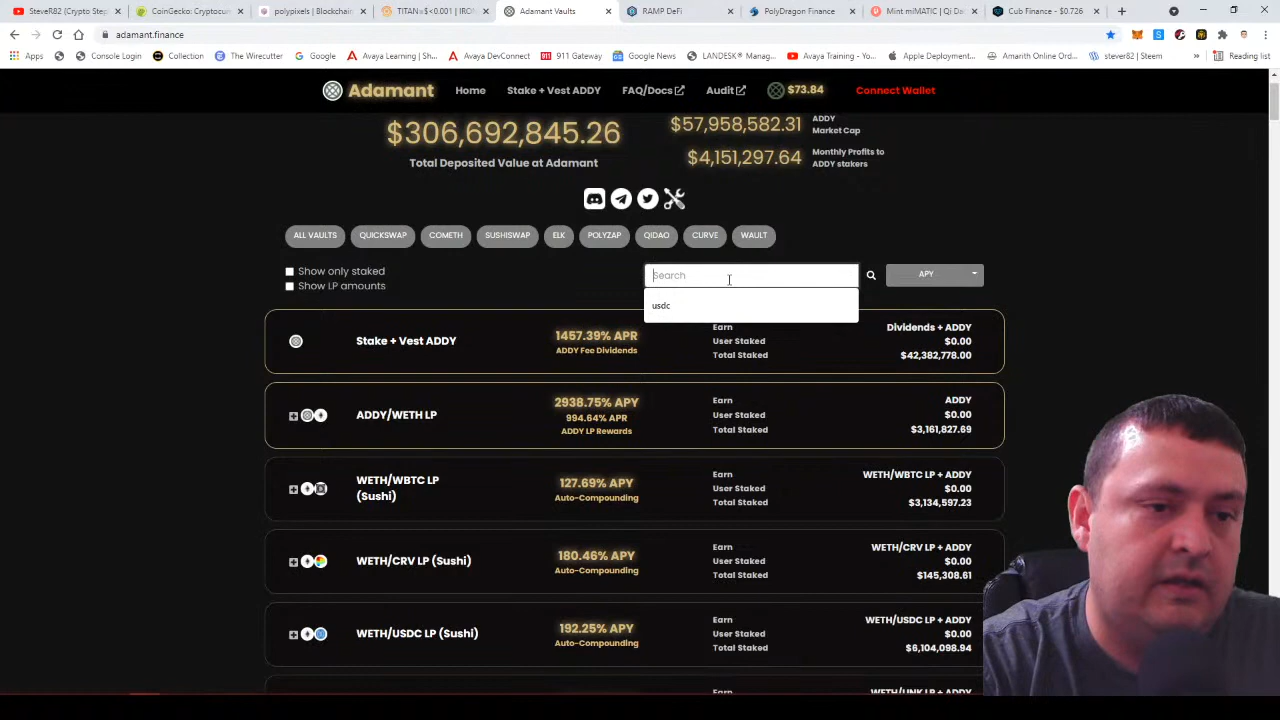 SteveR82 (Crypto Step
CoinGecko: Cryptocur
polypixels | Blockchain
TITAN≡$<0.001 | IRO
Adamant Vaults
RAMP DeFi
PolyDragon Finance
Mint miMATIC | Qi Da
Cub Finance - $0.726
adamant.finance
Apps
Console Login
Collection
The Wirecutter
Google
Avaya Learning | Sh
Avaya DevConnect
911 Gateway
Google News
LANDESK® Manag...
Avaya Training - Yo...
Apple Deployment...
Amarith Online Ord...
stever82 | Steem
Reading list
Adamant
Home
Stake + Vest ADDY
FAQ/Docs
Audit
$73.84
Connect Wallet
$306,692,845.26
Total Deposited Value at Adamant
$57,958,582.31
ADDY
Market Cap
$4,151,297.64
Monthly Profits to
ADDY stakers
ALL VAULTS
QUICKSWAP
COMETH
SUSHISWAP
ELK
POLYZAP
QIDAO
CURVE
WAULT
Show only staked
Show LP amounts
Search
APY
usdc
Stake + Vest ADDY
1457.39% APR
ADDY Fee Dividends
Earn
User Staked
Total Staked
Dividends + ADDY
$0.00
$42,382,778.00
ADDY/WETH LP
2938.75% APY
994.64% APR
ADDY LP Rewards
Earn
User Staked
Total Staked
ADDY
$0.00
$3,161,827.69
WETH/WBTC LP
(Sushi)
127.69% APY
Auto-Compounding
Earn
User Staked
Total Staked
WETH/WBTC LP + ADDY
$0.00
$3,134,597.23
WETH/CRV LP (Sushi)
180.46% APY
Auto-Compounding
Earn
User Staked
Total Staked
WETH/CRV LP + ADDY
$0.00
$145,308.61
WETH/USDC LP (Sushi)
192.25% APY
Auto-Compounding
Earn
User Staked
Total Staked
WETH/USDC LP + ADDY
$0.00
$6,104,098.94
Earn
WETH/LINK LP + ADDY